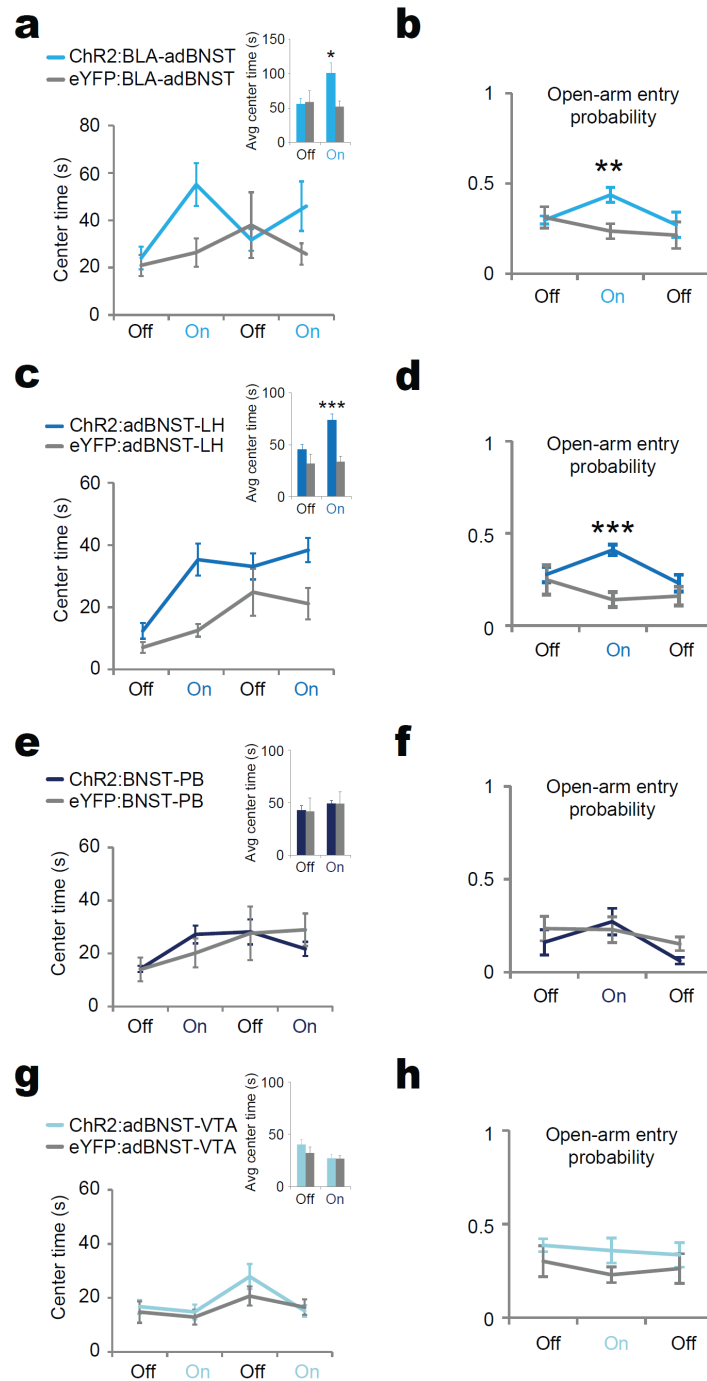 a
ChR2:BLA-adBNST
eYFP:BLA-adBNST
Avg center time (s)
150
100
50
0
*
Off
On
Center time (s)
80
60
40
20
0
Off On Off On
b
Open-arm entry
probability
1
0.5
0
**
Off On Off
c
ChR2:adBNST-LH
eYFP:adBNST-LH
Avg center time (s)
100
50
0
***
Off
On
Center time (s)
60
40
20
0
Off On Off On
d
Open-arm entry
probability
1
0.5
0
***
Off On Off
e
ChR2:BNST-PB
eYFP:BNST-PB
Avg center time (s)
100
50
0
Off
On
Center time (s)
60
40
20
0
Off On Off On
f
Open-arm entry
probability
1
0.5
0
Off On Off
g
ChR2:adBNST-VTA
eYFP:adBNST-VTA
Avg center time (s)
100
50
0
Off
On
Center time (s)
60
40
20
0
Off On Off On
h
Open-arm entry
probability
1
0.5
0
Off On Off